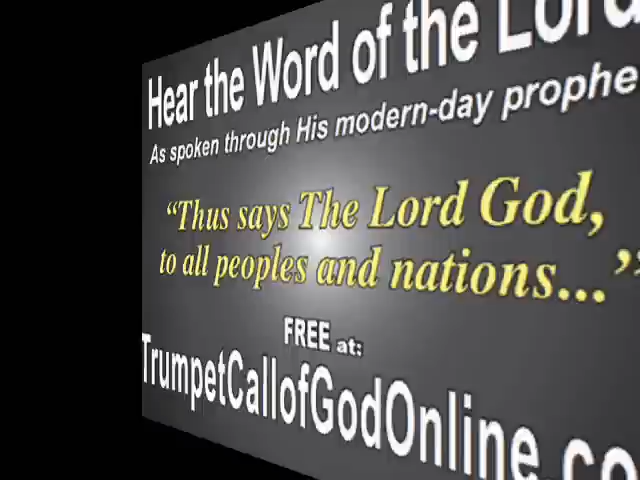 Hear the Word of the Lord
As spoken through His modern-day prophe
“Thus says The Lord God,
to all peoples and nations...”
FREE at:
TrumpetCallofGodOnline.co